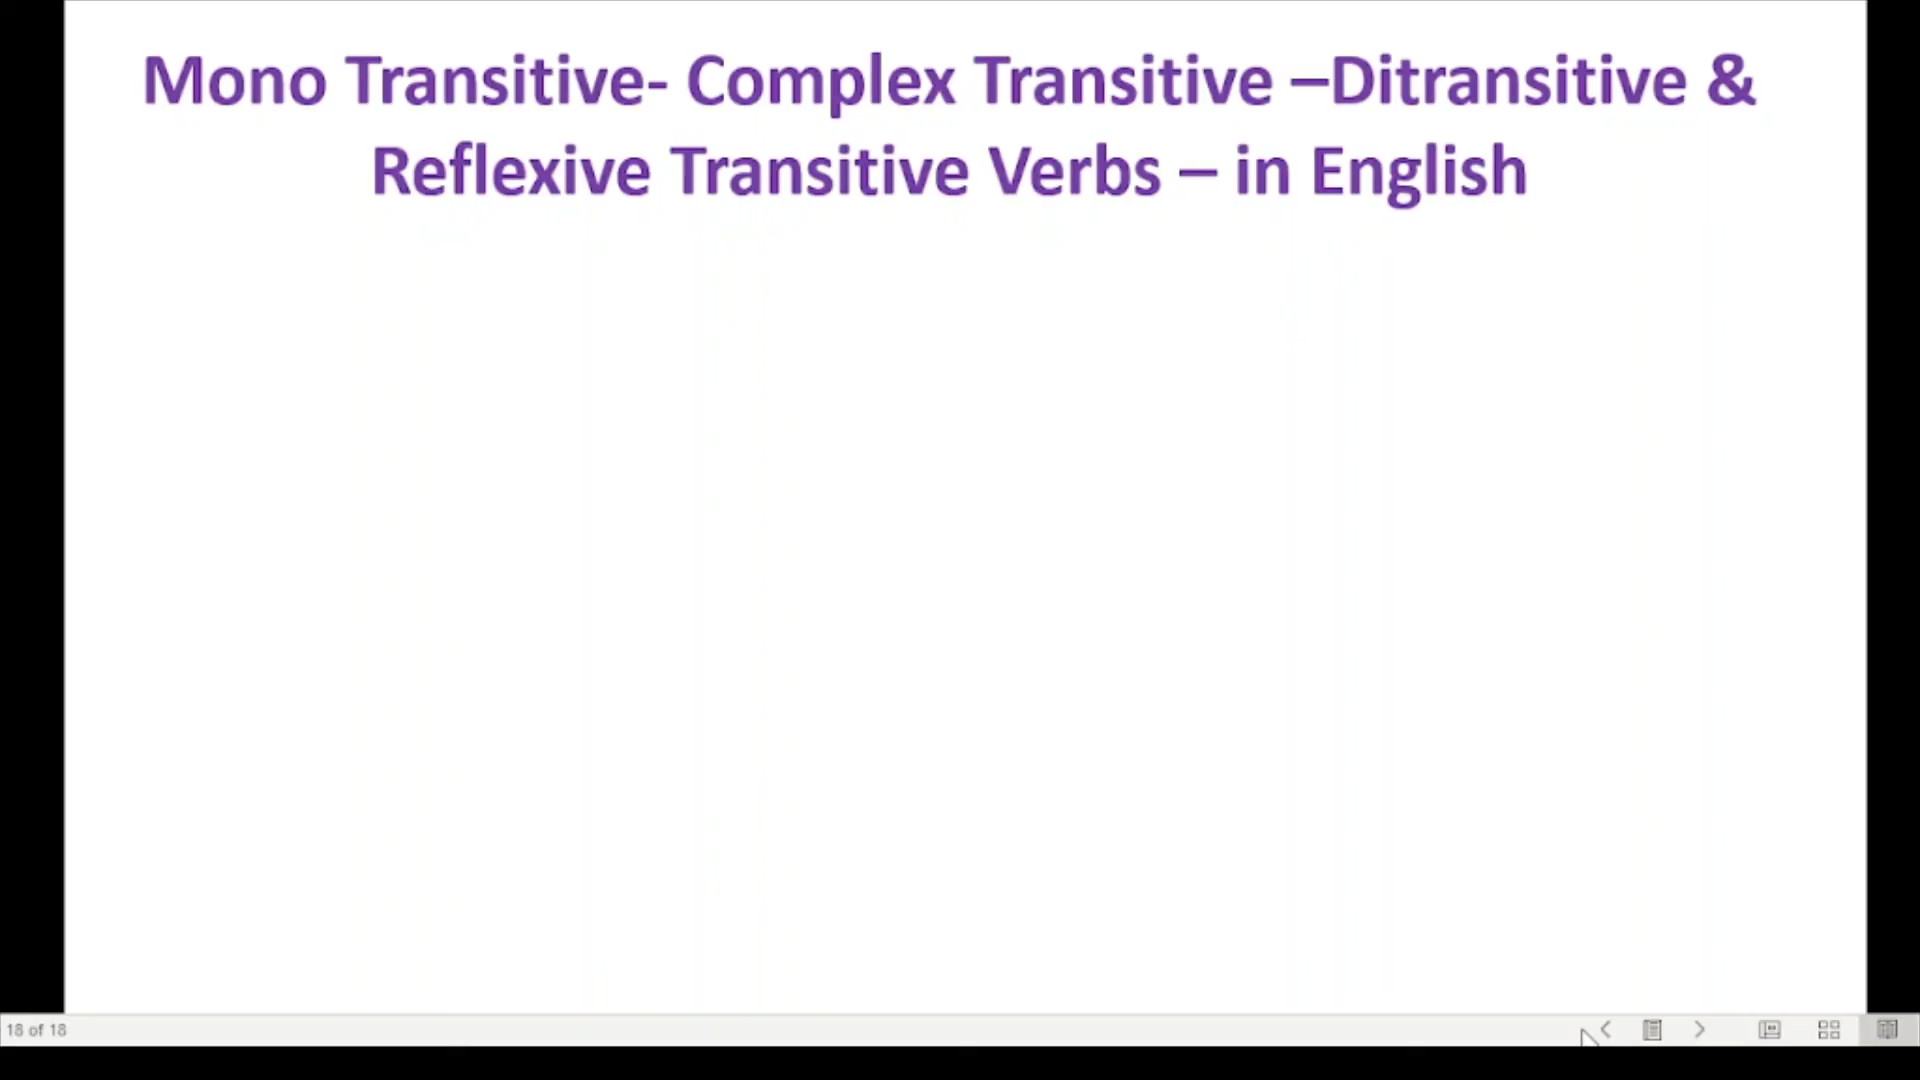 Mono Transitive- Complex Transitive –Ditransitive &
Reflexive Transitive Verbs – in English
18 of 18